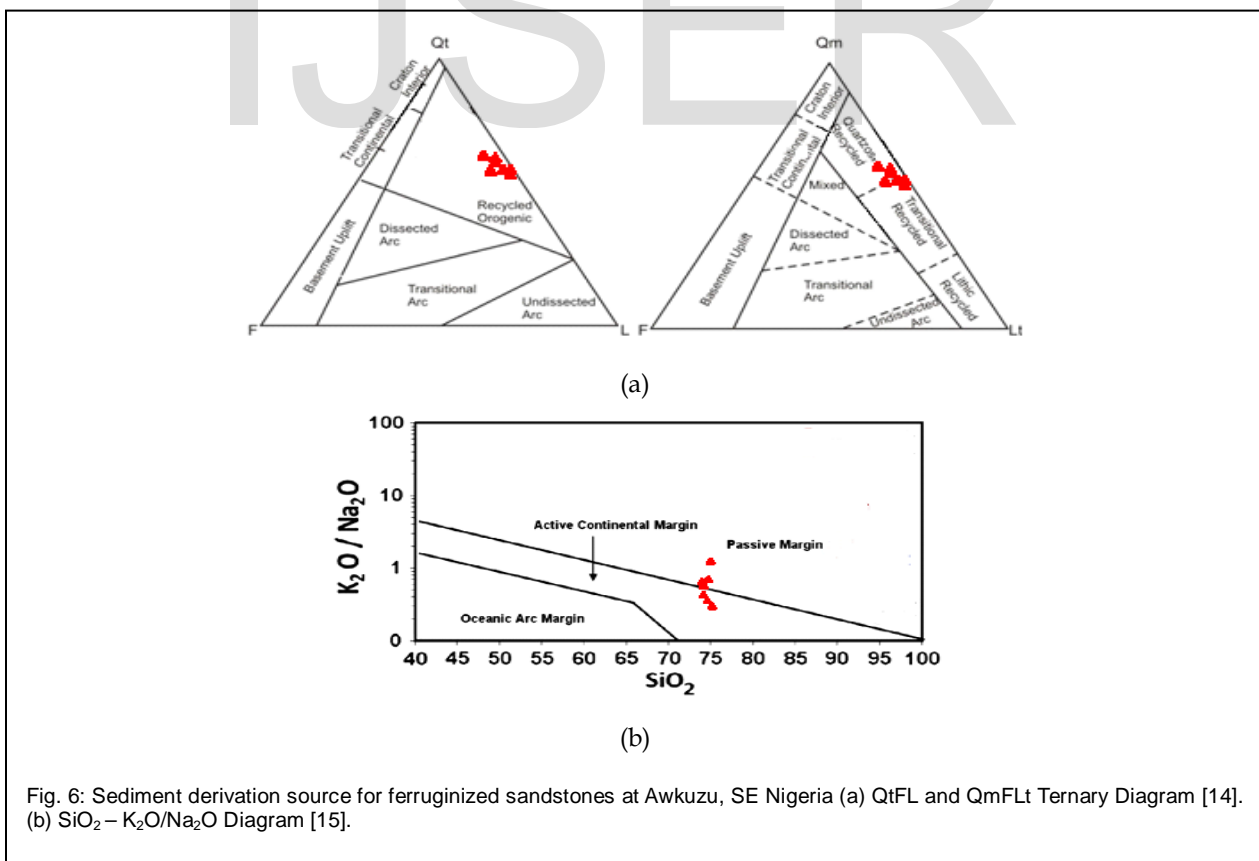 IJSER
Qt
Craton Interior
Transitional Continental
Basement Uplift
Recycled Orogenic
Dissected Arc
Transitional Arc
Undissected Arc
F
L
Qm
Craton Interior
Quartzos Recycled
Transitional
Mixed
Transitional Recycled
Dissected Arc
Basement Uplift
Transitional Arc
Lithic Recycled
Undissected Arc
F
Lt
(a)
100
10
1
0
K₂O / Na₂O
Active Continental Margin
Passive Margin
Oceanic Arc Margin
40 45 50 55 60 65 70 75 80 85 90 95 100
SiO₂
(b)
Fig. 6: Sediment derivation source for ferruginized sandstones at Awkuzu, SE Nigeria (a) QtFL and QmFLt Ternary Diagram [14].
(b) SiO₂ – K₂O/Na₂O Diagram [15].